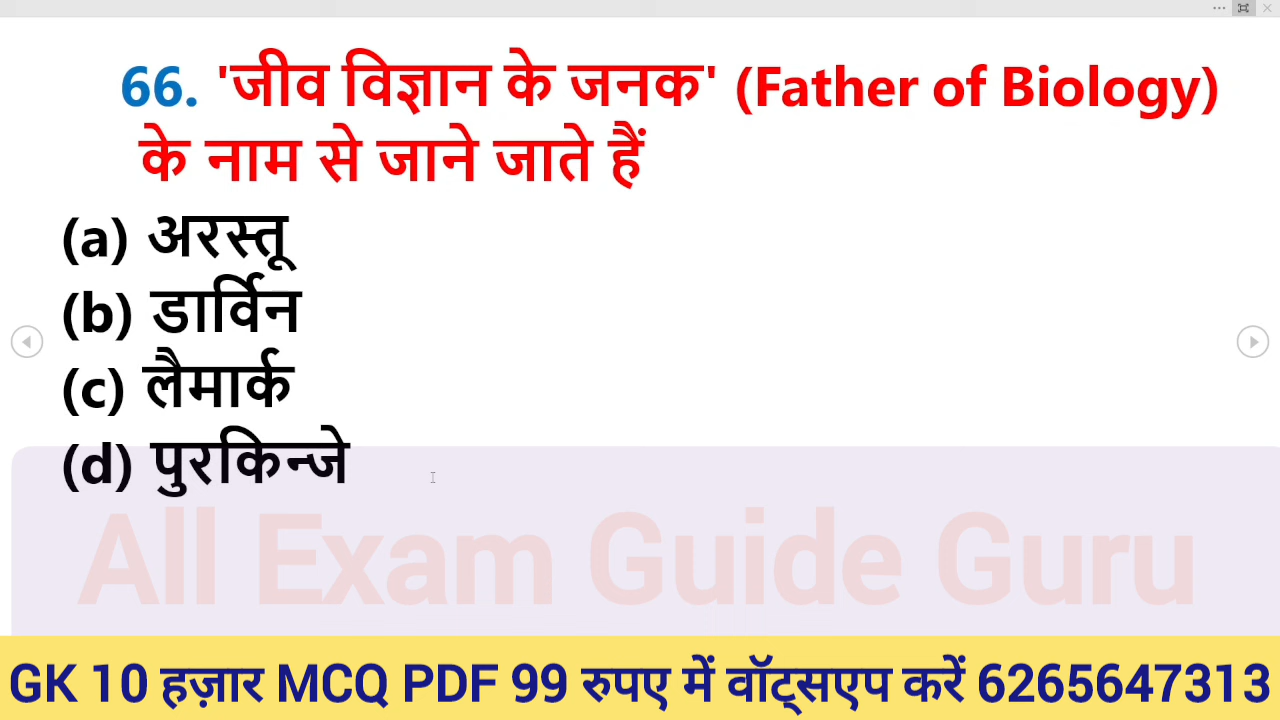 66. 'जीव विज्ञान के जनक' (Father of Biology)
के नाम से जाने जाते हैं
(a) अरस्तू
(b) डार्विन
(c) लैमार्क
(d) पुरकिन्जे
All Exam Guide Guru
GK 10 हज़ार MCQ PDF 99 रुपए में वॉट्सएप करें 6265647313